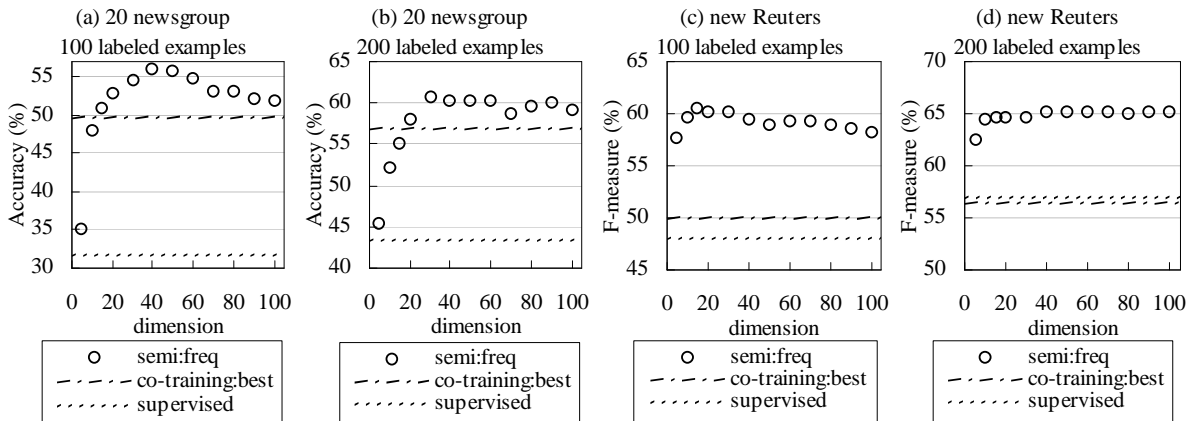 (a) 20 newsgroup
100 labeled examples
Accuracy (%)
55
50
45
40
35
30
0 20 40 60 80 100
dimension
semi:freq
co-training:best
supervised
(b) 20 newsgroup
200 labeled examples
Accuracy (%)
65
60
55
50
45
40
0 20 40 60 80 100
dimension
semi:freq
co-training:best
supervised
(c) new Reuters
100 labeled examples
F-measure (%)
65
60
55
50
45
0 20 40 60 80 100
dimension
semi:freq
co-training:best
supervised
(d) new Reuters
200 labeled examples
F-measure (%)
70
65
60
55
50
0 20 40 60 80 100
dimension
semi:freq
co-training:best
supervised